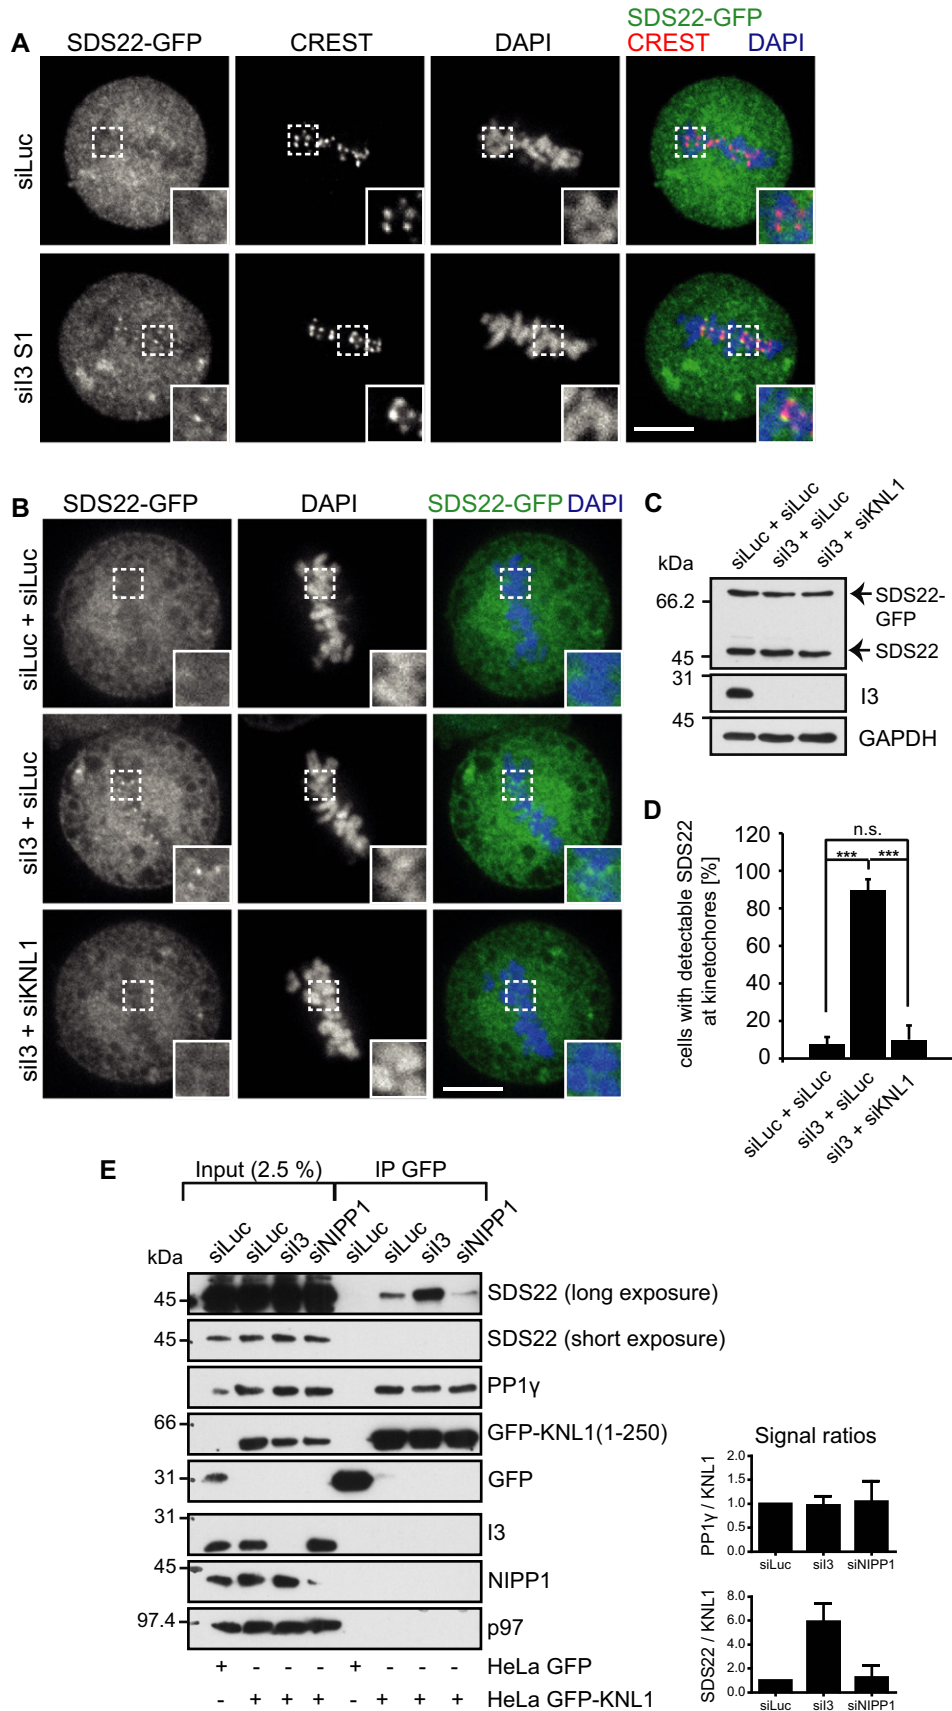 A
SDS22-GFP
CREST
DAPI
SDS22-GFP
CREST DAPI
siLuc
siI3 S1
B
SDS22-GFP
DAPI
SDS22-GFP DAPI
siLuc + siLuc
siI3 + siLuc
siI3 + siKNL1
C
siLuc + siLuc
siI3 + siLuc
siI3 + siKNL1
kDa
66.2
45
31
45
SDS22-
GFP
SDS22
I3
GAPDH
D
cells with detectable SDS22
at kinetochores [%]
120
100
80
60
40
20
0
n.s.
*** ***
siLuc + siLuc
siI3 + siLuc
siI3 + siKNL1
E
Input (2.5 %)
IP GFP
kDa
siLuc siLuc siI3 siNIPP1 siLuc siLuc siI3 siNIPP1
45 SDS22 (long exposure)
45 SDS22 (short exposure)
PP1γ
66 GFP-KNL1(1-250)
31 GFP
31 I3
45 NIPP1
97.4 p97
+ - - - + - - - HeLa GFP
- + + + - + + + HeLa GFP-KNL1
Signal ratios
PP1γ / KNL1
2.0
1.5
1.0
0.5
0.0
siLuc siI3 siNIPP1
SDS22 / KNL1
8.0
6.0
4.0
2.0
0.0
siLuc siI3 siNIPP1